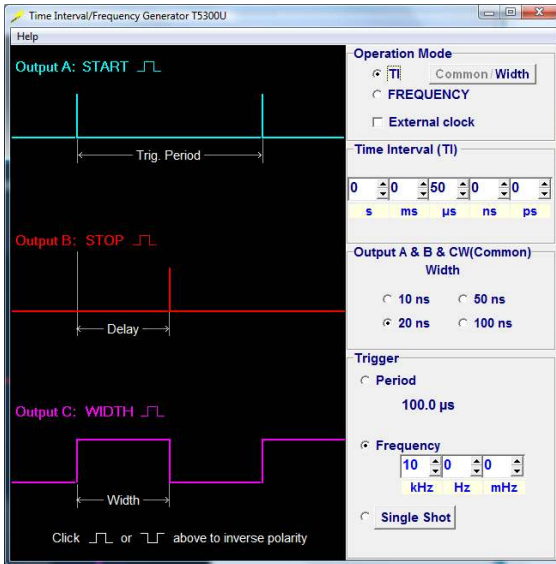 Time Interval/Frequency Generator T5300U
Help
Output A: START
Trig. Period
Output B: STOP
Delay
Output C: WIDTH
Width
Click or above to inverse polarity
Operation Mode
TI Common/Width
FREQUENCY
External clock
Time Interval (TI)
0 0 50 0 0
s ms µs ns ps
Output A & B & CW(Common)
Width
10 ns 50 ns
20 ns 100 ns
Trigger
Period
100.0 µs
Frequency
10 0 0
kHz Hz mHz
Single Shot